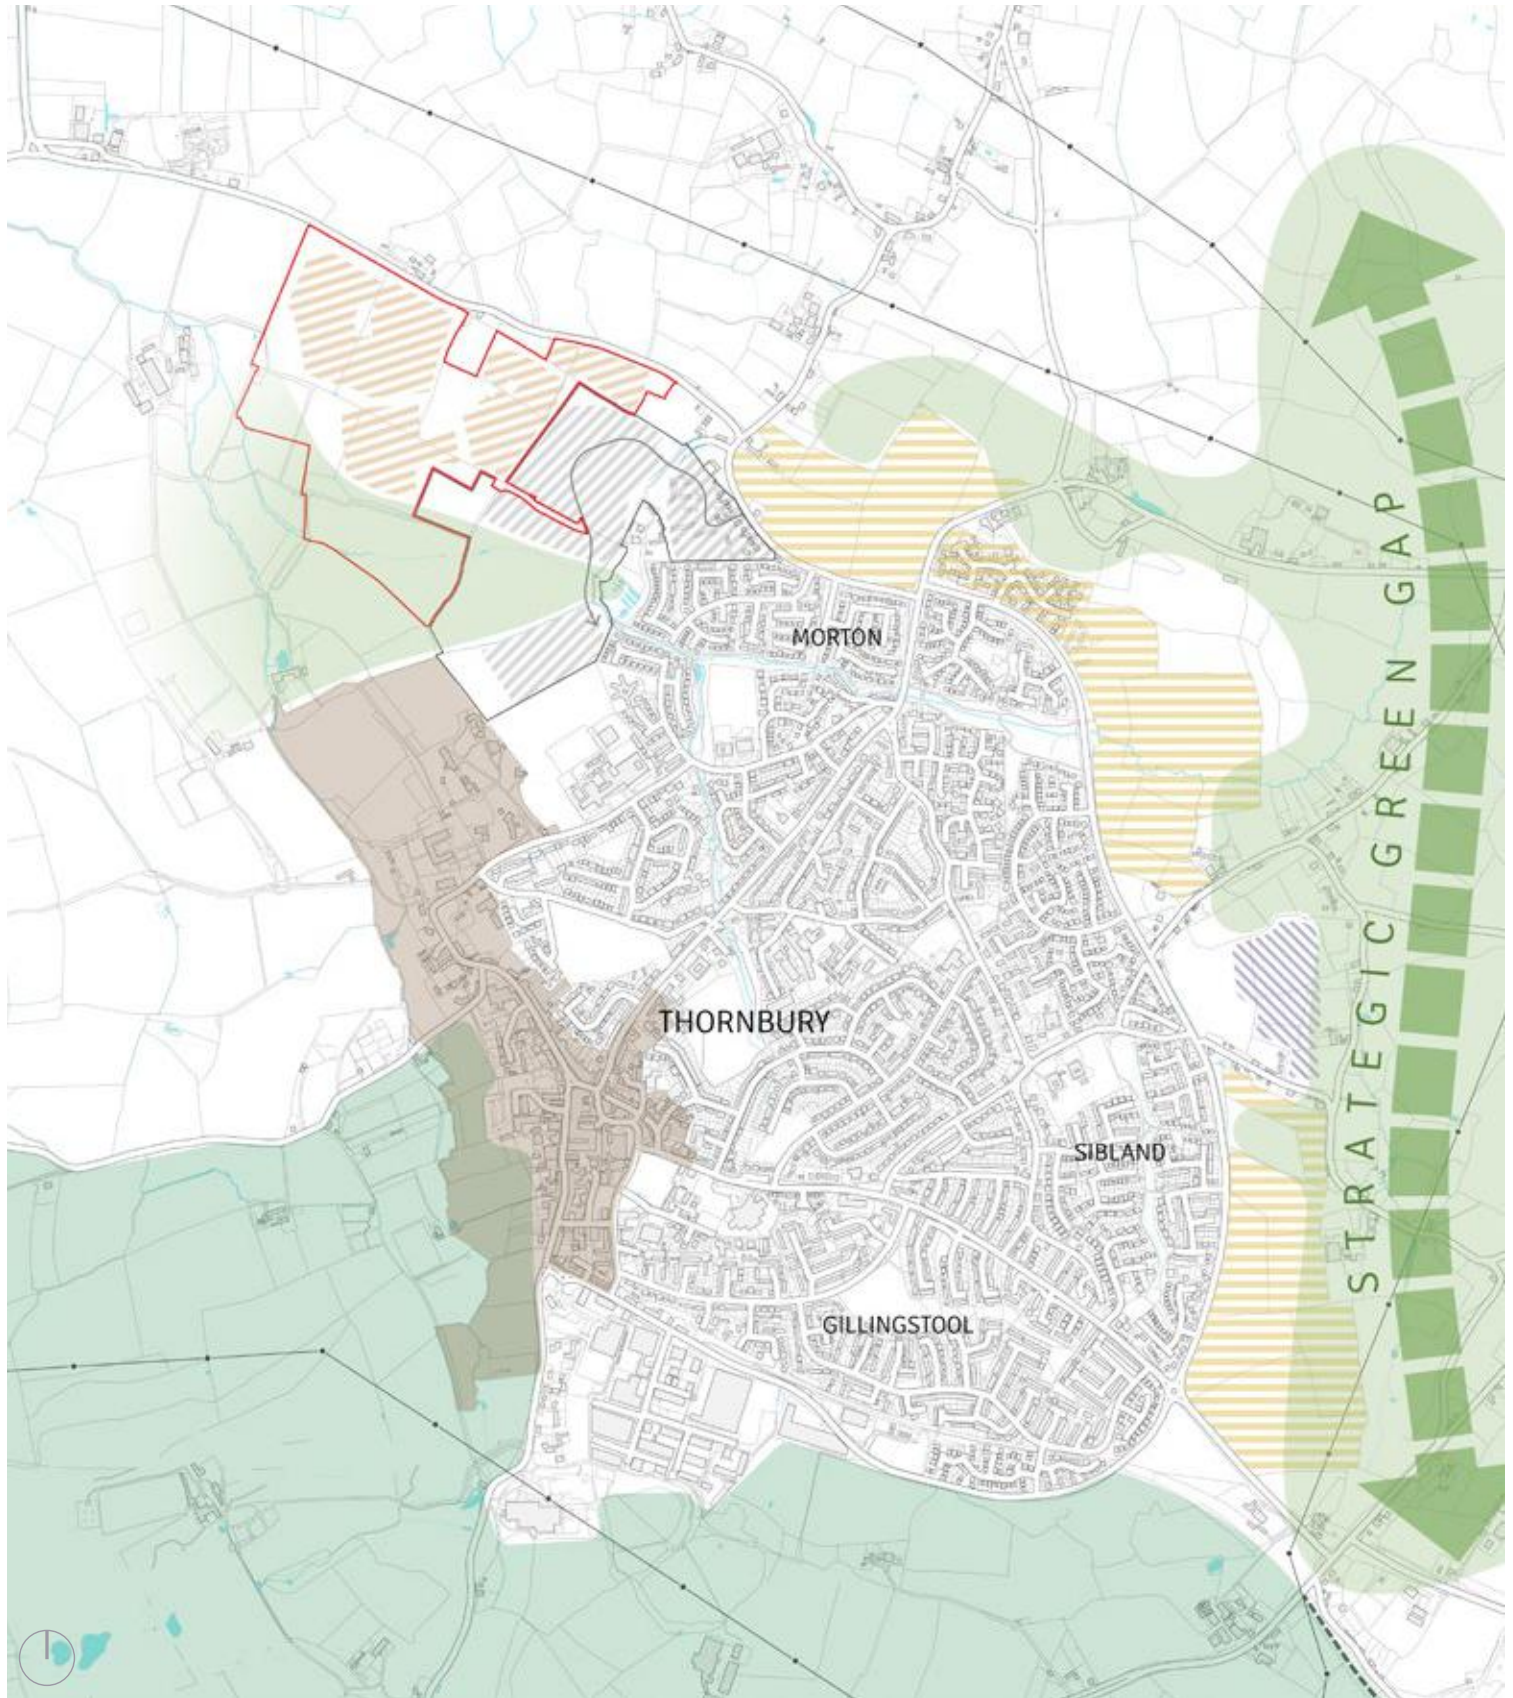 MORTON
THORNBURY
SIBLAND
GILLINGSTOOL
STRATEGIC GREEN GAP